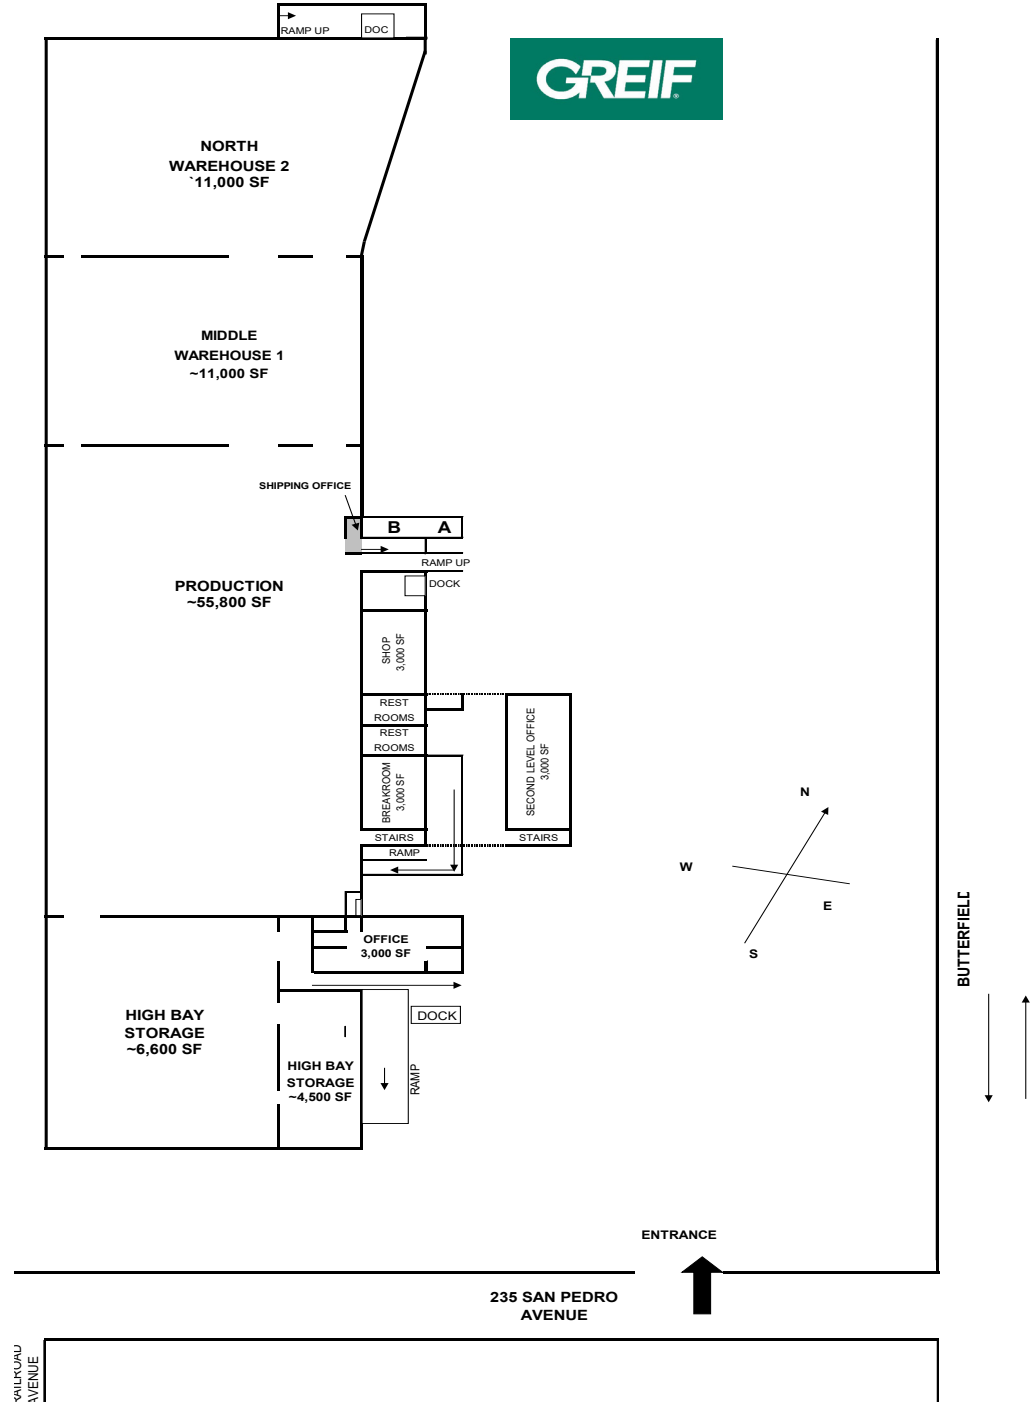 RAMP UP
DOC
GREIF
®
NORTH
WAREHOUSE 2
~11,000 SF
MIDDLE
WAREHOUSE 1
~11,000 SF
SHIPPING OFFICE
B A
RAMP UP
DOCK
PRODUCTION
~55,800 SF
SHOP
3,000 SF
REST
ROOMS
REST
ROOMS
BREAKROOM
3,000 SF
STAIRS
RAMP
SECOND LEVEL OFFICE
3,000 SF
STAIRS
N
W
E
S
OFFICE
3,000 SF
DOCK
RAMP
HIGH BAY
STORAGE
~6,600 SF
HIGH BAY
STORAGE
~4,500 SF
BUTTERFIELD
ENTRANCE
235 SAN PEDRO
AVENUE
RAILROAD
AVENUE